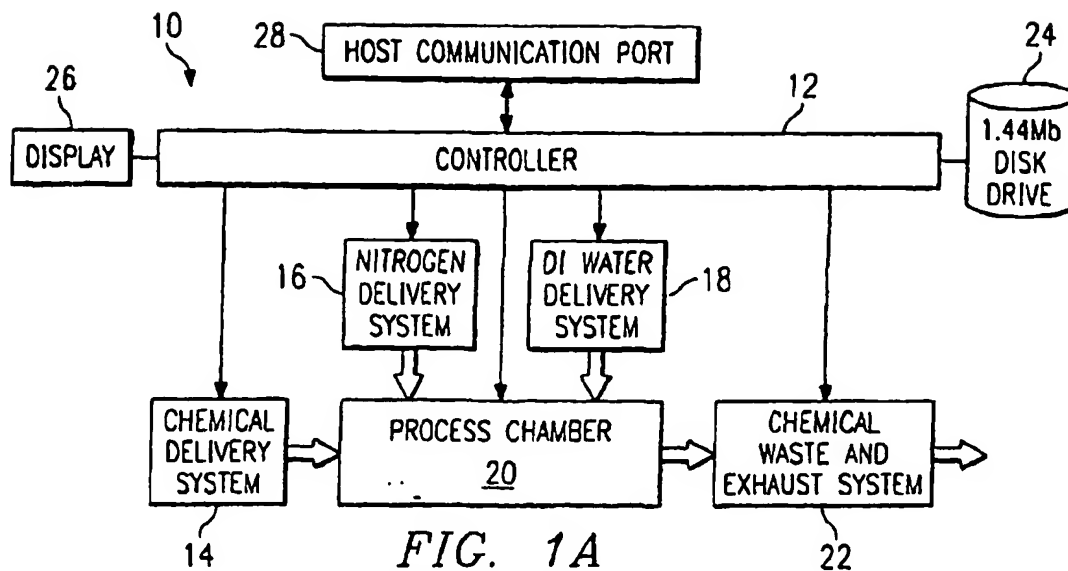 10
28
HOST COMMUNICATION PORT
24
26
12
DISPLAY
CONTROLLER
1.44Mb
DISK
DRIVE
16
NITROGEN
DELIVERY
SYSTEM
DI WATER
DELIVERY
SYSTEM
18
CHEMICAL
DELIVERY
SYSTEM
PROCESS CHAMBER
20
CHEMICAL
WASTE AND
EXHAUST SYSTEM
14
FIG. 1A
22